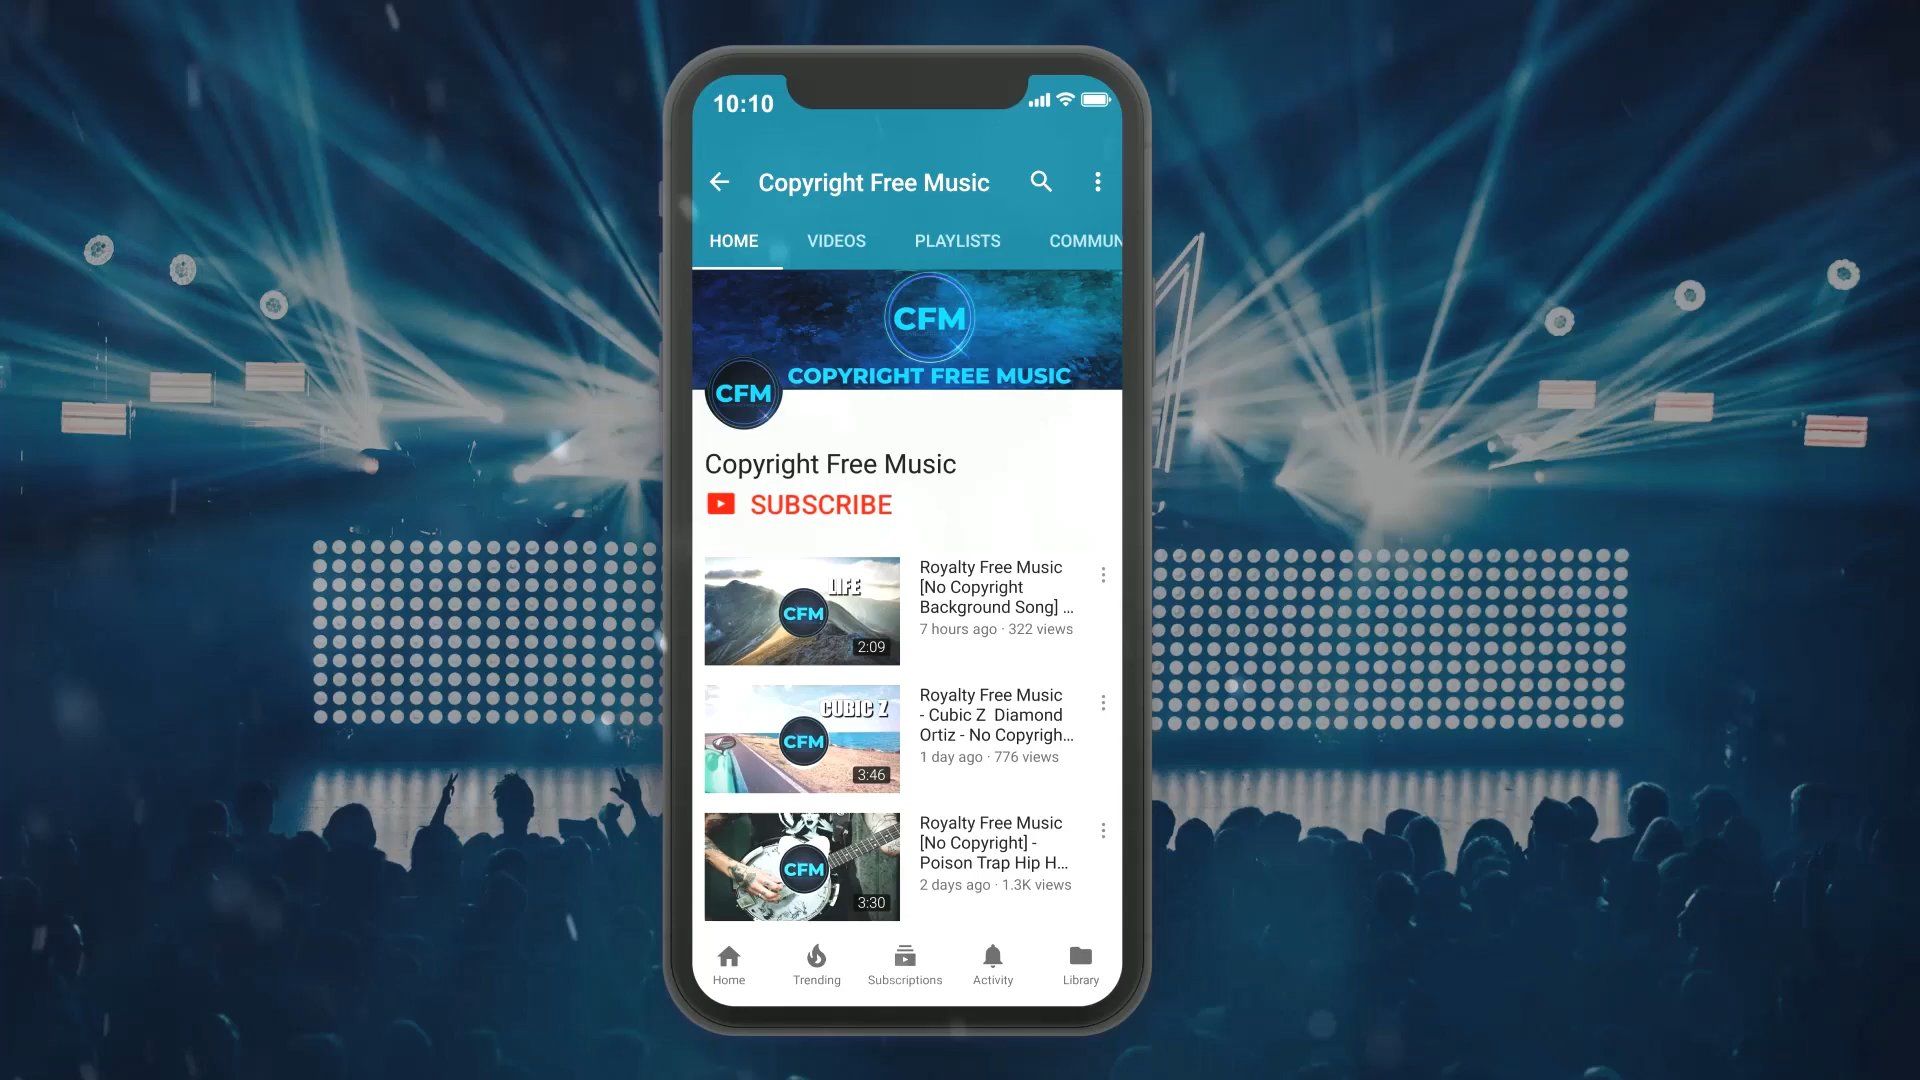 10:10
Copyright Free Music
HOME VIDEOS PLAYLISTS COMMUN
CFM
COPYRIGHT FREE MUSIC
CFM
Copyright Free Music
SUBSCRIBE
LIFE
CFM
2:09
Royalty Free Music
[No Copyright
Background Song] ...
7 hours ago · 322 views
CUBIC Z
CFM
3:46
Royalty Free Music
- Cubic Z Diamond
Ortiz - No Copyrigh...
1 day ago · 776 views
CFM
3:30
Royalty Free Music
[No Copyright] -
Poison Trap Hip H...
2 days ago · 1.3K views
Home Trending Subscriptions Activity Library